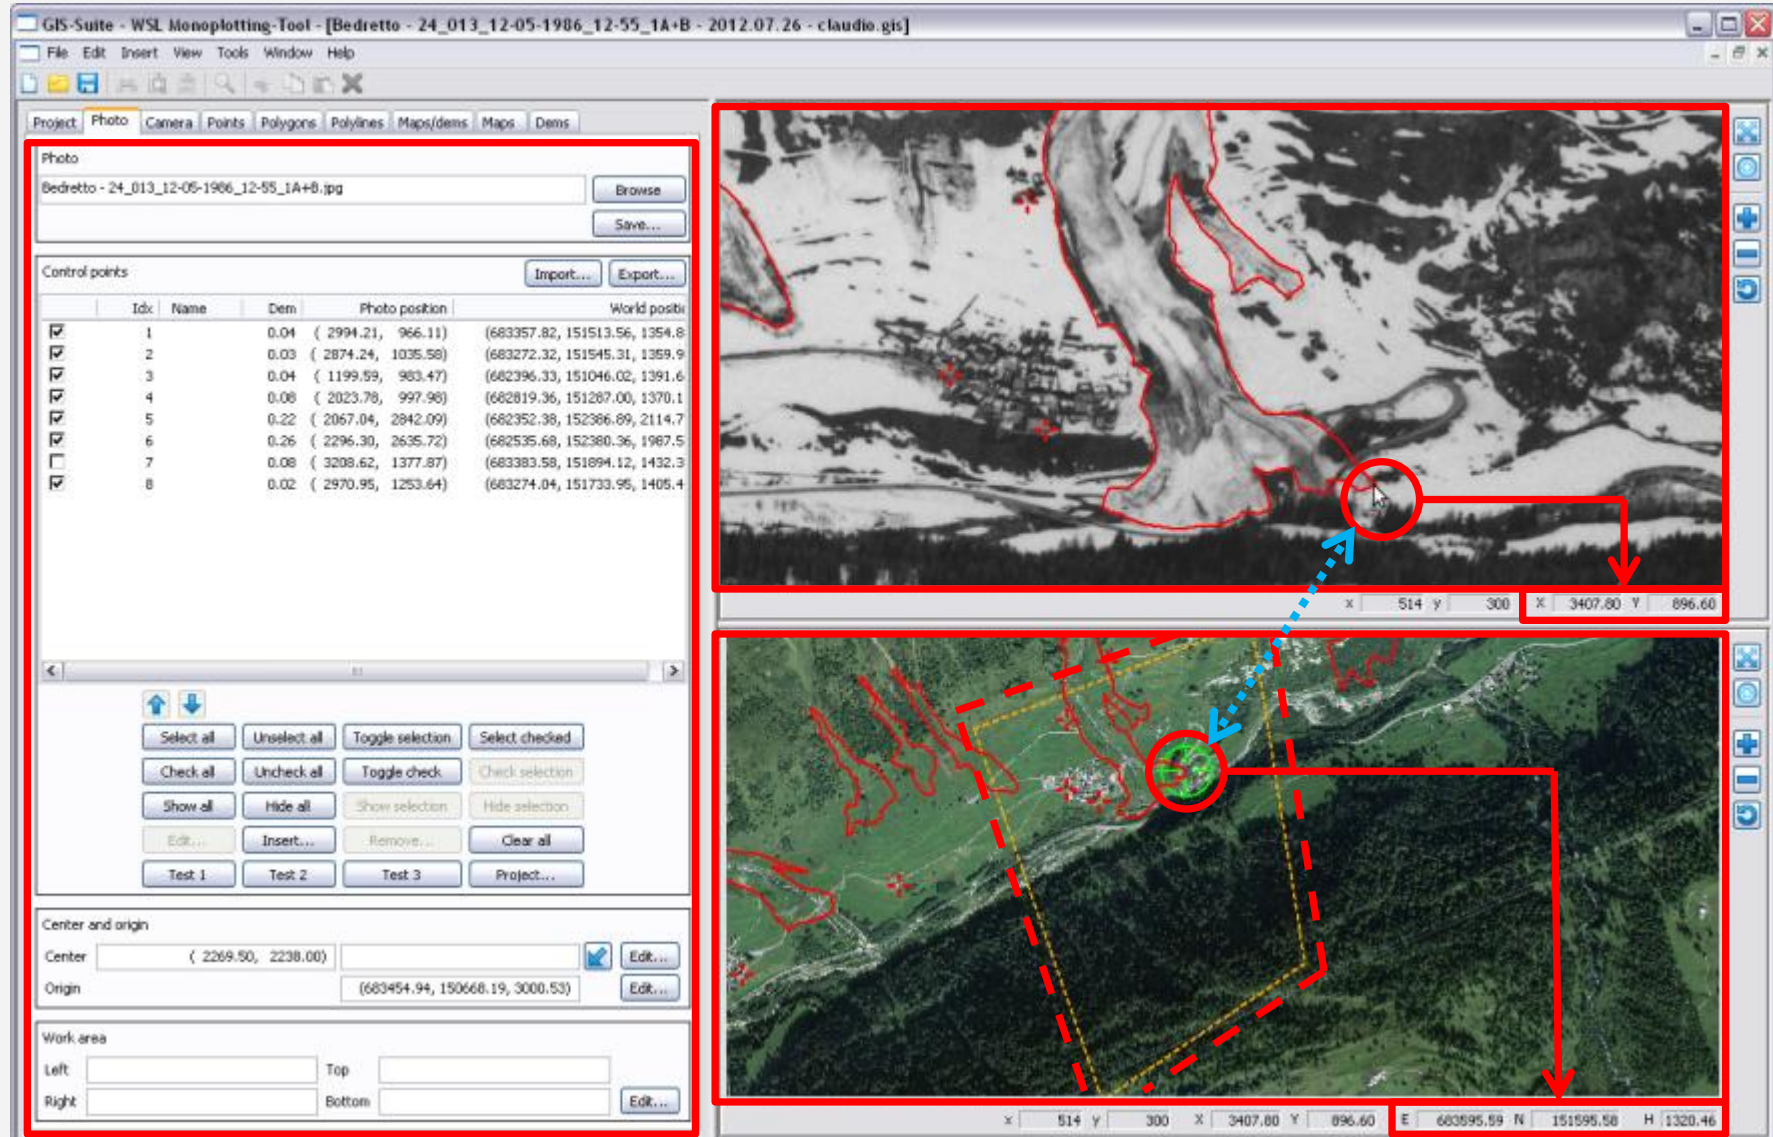 GIS-Suite - WSL Monoplotting-Tool - [Bedretto - 24_013_12-05-1986_12-55_1A+B - 2012.07.26 - claudio.gis]
File Edit Insert View Tools Window Help
Project Photo Camera Points Polygons Polylines Maps/dems Maps Dems
Photo
Bedretto - 24_013_12-05-1986_12-55_1A+B.jpg Browse
Save...
Control points Import... Export...
Idx Name Dem Photo position World positi
1 0.04 ( 2994.21, 966.11) (683357.82, 151513.56, 1354.8
2 0.03 ( 2874.24, 1035.58) (683272.32, 151545.31, 1359.9
3 0.04 ( 1199.59, 983.47) (682396.33, 151046.02, 1391.6
4 0.08 ( 2023.78, 997.98) (682819.36, 151287.00, 1370.1
5 0.22 ( 2067.04, 2842.09) (682352.38, 152386.89, 2114.7
6 0.26 ( 2296.30, 2635.72) (682535.68, 152380.36, 1987.5
7 0.08 ( 3208.62, 1377.87) (683383.58, 151894.12, 1432.3
8 0.02 ( 2970.95, 1253.64) (683274.04, 151733.95, 1405.4
Select all Unselect all Toggle selection Select checked
Check all Uncheck all Toggle check Check selection
Show all Hide all Show selection Hide selection
Edit... Insert... Remove... Clear all
Test 1 Test 2 Test 3 Project...
Center and origin
Center ( 2269.50, 2238.00) Edit...
Origin (683454.94, 150668.19, 3000.53) Edit...
Work area
Left Top
Right Bottom Edit...
x 514 y 300 X 3407.80 Y 896.60
x 514 y 300 X 3407.80 Y 896.60 E 683595.59 N 151595.58 H 1320.46